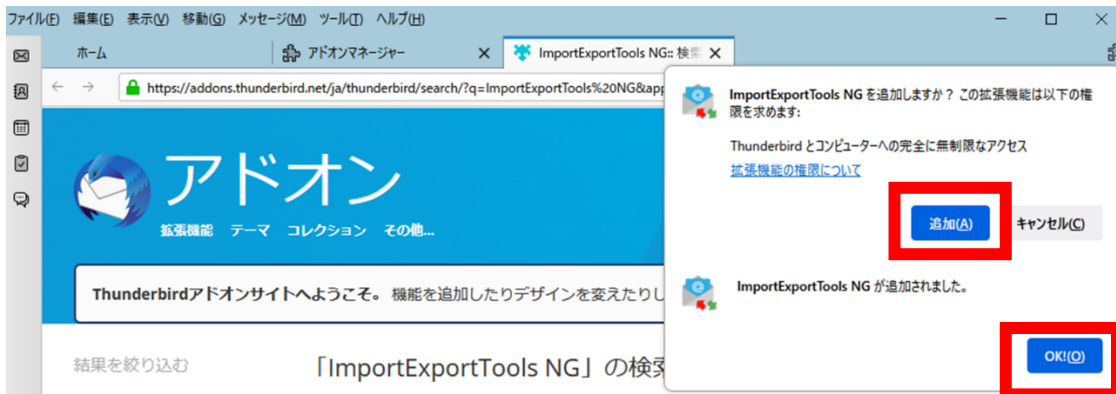 ファイル(F) 編集(E) 表示(V) 移動(G) メッセージ(M) ツール(T) ヘルプ(H)
ホーム
アドオンマネージャー
ImportExportTools NG:: 検索
https://addons.thunderbird.net/ja/thunderbird/search/?q=ImportExportTools%20NG&app
アドオン
拡張機能 テーマ コレクション その他...
Thunderbirdアドオンサイトへようこそ。 機能を追加したりデザインを変えたりし
結果を絞り込む
「ImportExportTools NG」の検索
ImportExportTools NG を追加しますか？ この拡張機能は以下の権
限を求めます:
Thunderbird とコンピューターへの完全に無制限なアクセス
拡張機能の権限について
追加(A)
キャンセル(C)
ImportExportTools NG が追加されました。
OK!(O)